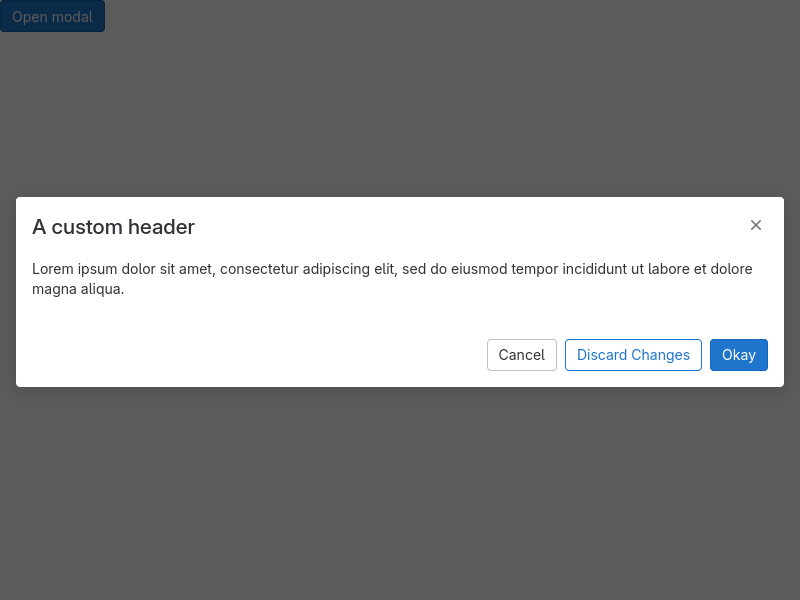 Open modal
A custom header
Lorem ipsum dolor sit amet, consectetur adipiscing elit, sed do eiusmod tempor incididunt ut labore et dolore
magna aliqua.
Cancel Discard Changes Okay